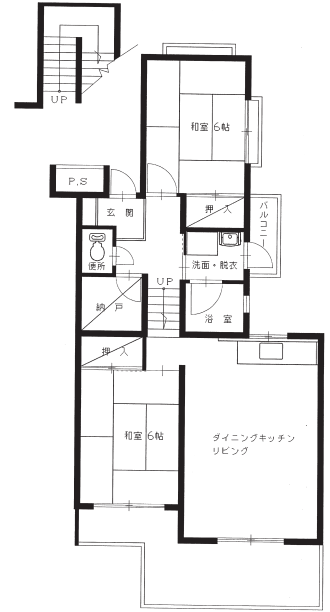 UP
和室 6帖
P.S
玄関
押入
バルコニー
便所
洗面・脱衣
UP
納戸
浴室
押入
和室 6帖
ダイニングキッチン
リビング